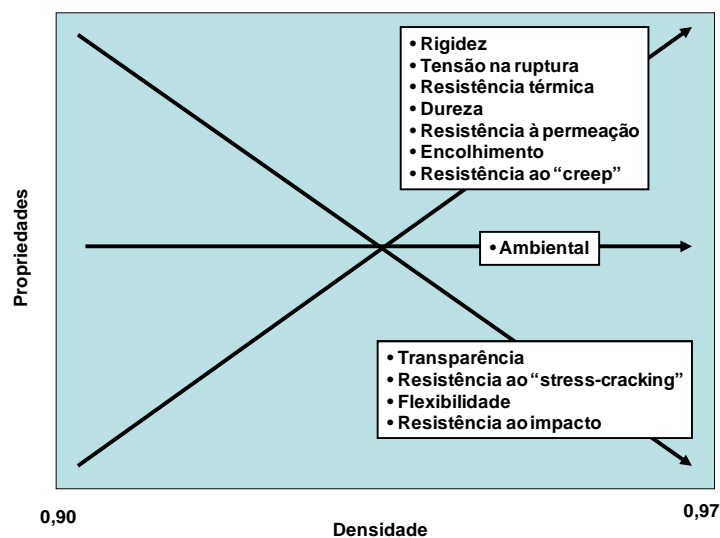 • Rigidez
• Tensão na ruptura
• Resistência térmica
• Dureza
• Resistência à permeação
• Encolhimento
• Resistência ao “creep”
Propriedades
• Ambiental
• Transparência
• Resistência ao “stress-cracking”
• Flexibilidade
• Resistência ao impacto
0,90
0,97
Densidade